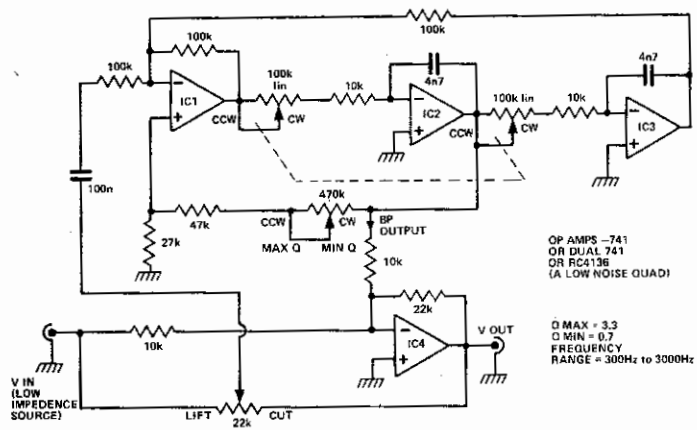 100k
100k
100k
100k
lin
10k
4n7
4n7
IC1
CCW
CW
IC2
CCW
100k lin
CW
10k
IC3
100n
27k
47k
470k
CCW
CW
MAX Q
MIN Q
BP
OUTPUT
10k
22k
OP AMPS -741
OR DUAL 741
OR RC4136
(A LOW NOISE QUAD)
10k
IC4
V OUT
Q MAX = 3.3
Q MIN = 0.7
FREQUENCY
RANGE = 300Hz to 3000Hz
V IN
(LOW
IMPEDENCE
SOURCE)
LIFT
22k
CUT